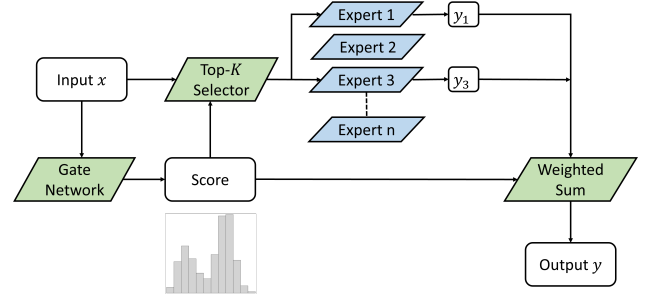 Expert 1
y₁
Expert 2
Input x
Top-K
Selector
Expert 3
y₃
Expert n
Gate
Network
Score
Weighted
Sum
Output y